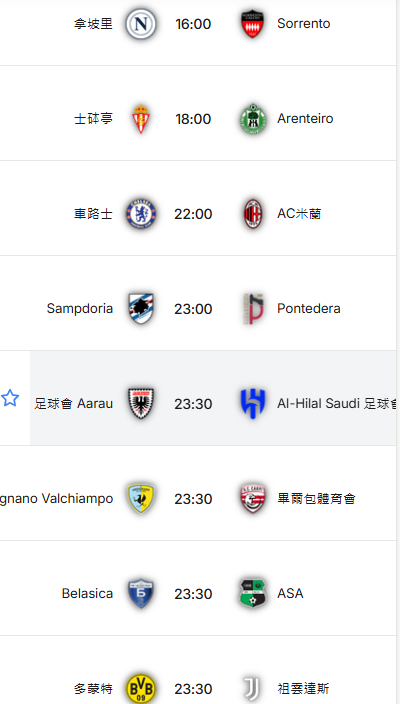 拿坡里 16:00 Sorrento
士砵亭 18:00 Arenteiro
車路士 22:00 AC米蘭
Sampdoria 23:00 Pontedera
足球會 Aarau 23:30 Al-Hilal Saudi 足球會
gnano Valchiampo 23:30 畢爾包體育會
Belasica 23:30 ASA
多蒙特 23:30 祖雲達斯